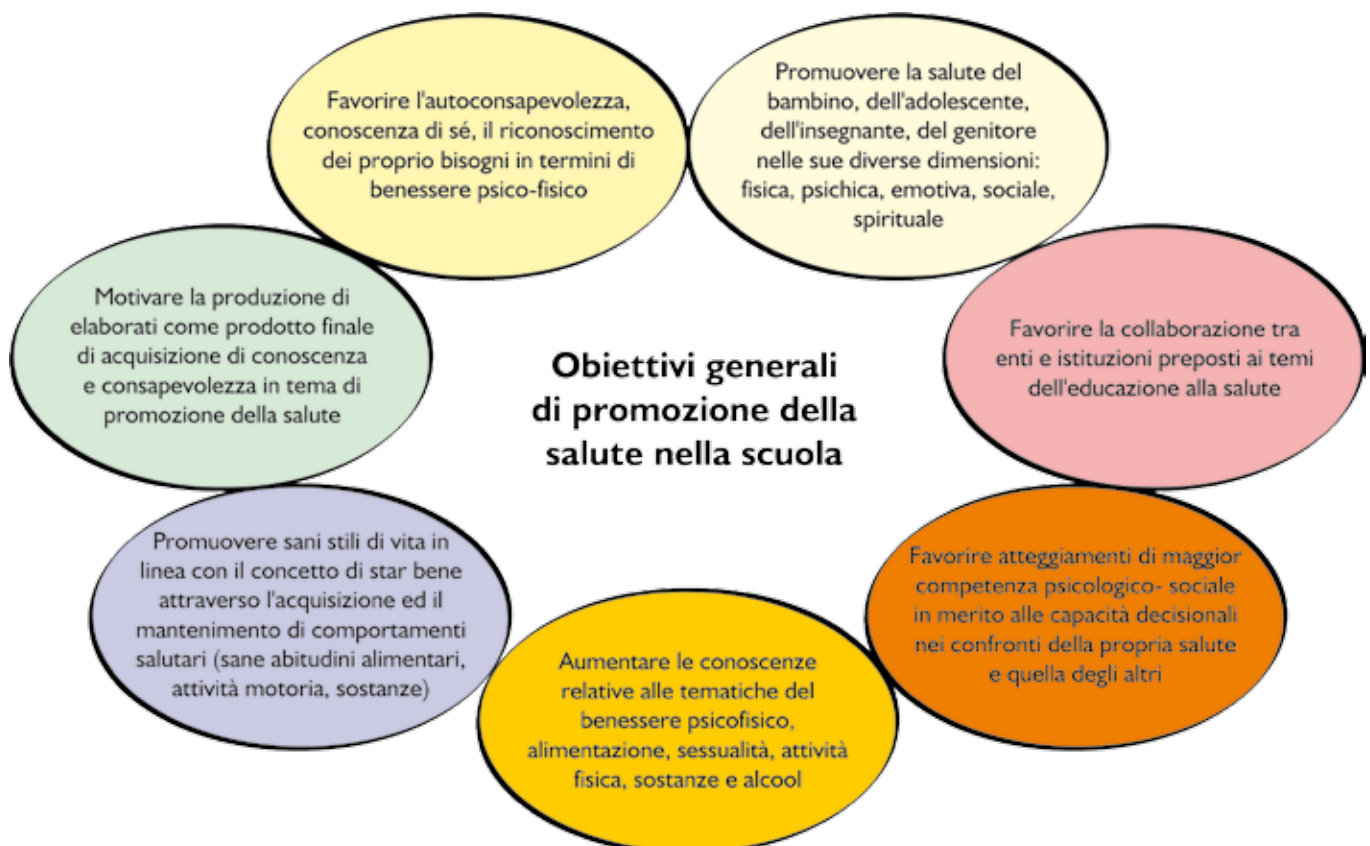 Favorire l'autoconsapevolezza,
conoscenza di sé, il riconoscimento
dei proprio bisogni in termini di
benessere psico-fisico
Promuovere la salute del
bambino, dell'adolescente,
dell'insegnante, del genitore
nelle sue diverse dimensioni:
fisica, psichica, emotiva, sociale,
spirituale
Motivare la produzione di
elaborati come prodotto finale
di acquisizione di conoscenza
e consapevolezza in tema di
promozione della salute
Obiettivi generali
di promozione della
salute nella scuola
Favorire la collaborazione tra
enti e istituzioni preposti ai temi
dell'educazione alla salute
Promuovere sani stili di vita in
linea con il concetto di star bene
attraverso l'acquisizione ed il
mantenimento di comportamenti
salutari (sane abitudini alimentari,
attività motoria, sostanze)
Aumentare le conoscenze
relative alle tematiche del
benessere psicofisico,
alimentazione, sessualità, attività
fisica, sostanze e alcool
Favorire atteggiamenti di maggior
competenza psicologico- sociale
in merito alle capacità decisionali
nei confronti della propria salute
e quella degli altri